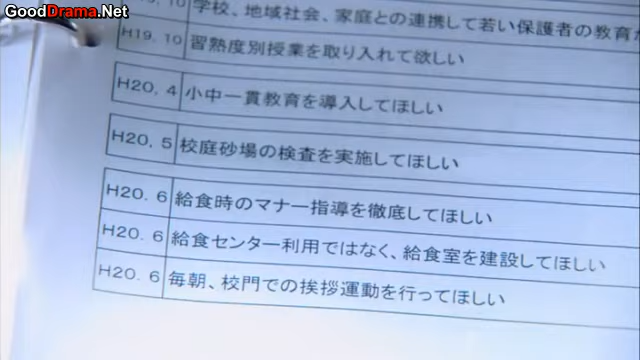 GoodDrama.Net
学校、地域社会、家庭との連携して若い保護者の教育
H19. 10 習熟度別授業を取り入れて欲しい
H20. 4 小中一貫教育を導入してほしい
H20. 5 校庭砂場の検査を実施してほしい
H20. 6 給食時のマナー指導を徹底してほしい
H20. 6 給食センター利用ではなく、給食室を建設してほしい
H20. 6 毎朝、校門での挨拶運動を行ってほしい